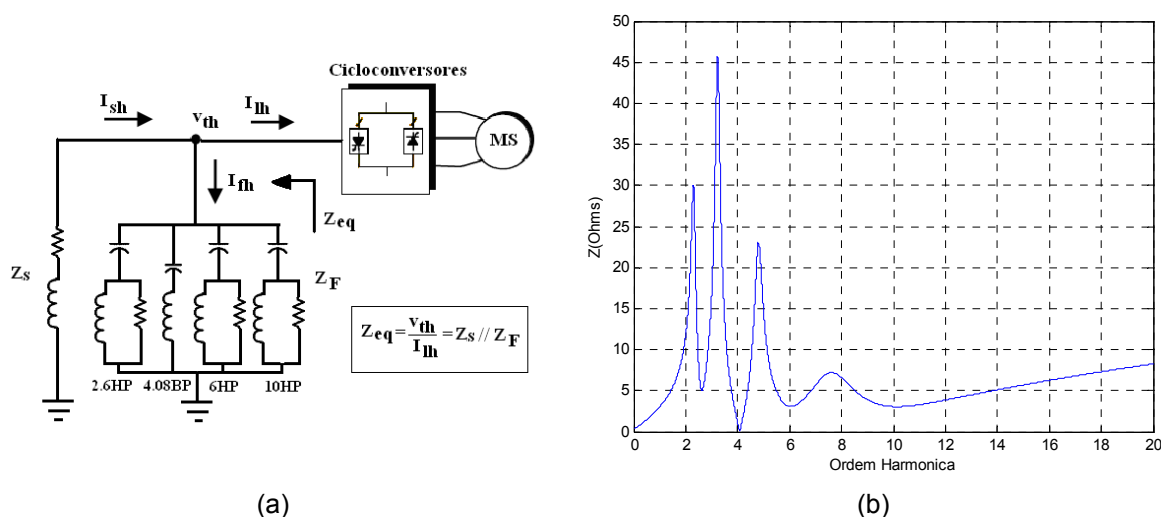 Cicloconversores
I_sh
v_th
I_lh
MS
I_fh
Z_eq
Zs
Z_F
2.6HP 4.08BP 6HP 10HP
Z_eq = v_th / I_lh = Z_s // Z_F
(a)
50
45
40
35
30
25
20
15
10
5
0
Z(Ohms)
0 2 4 6 8 10 12 14 16 18 20
Ordem Harmonica
(b)